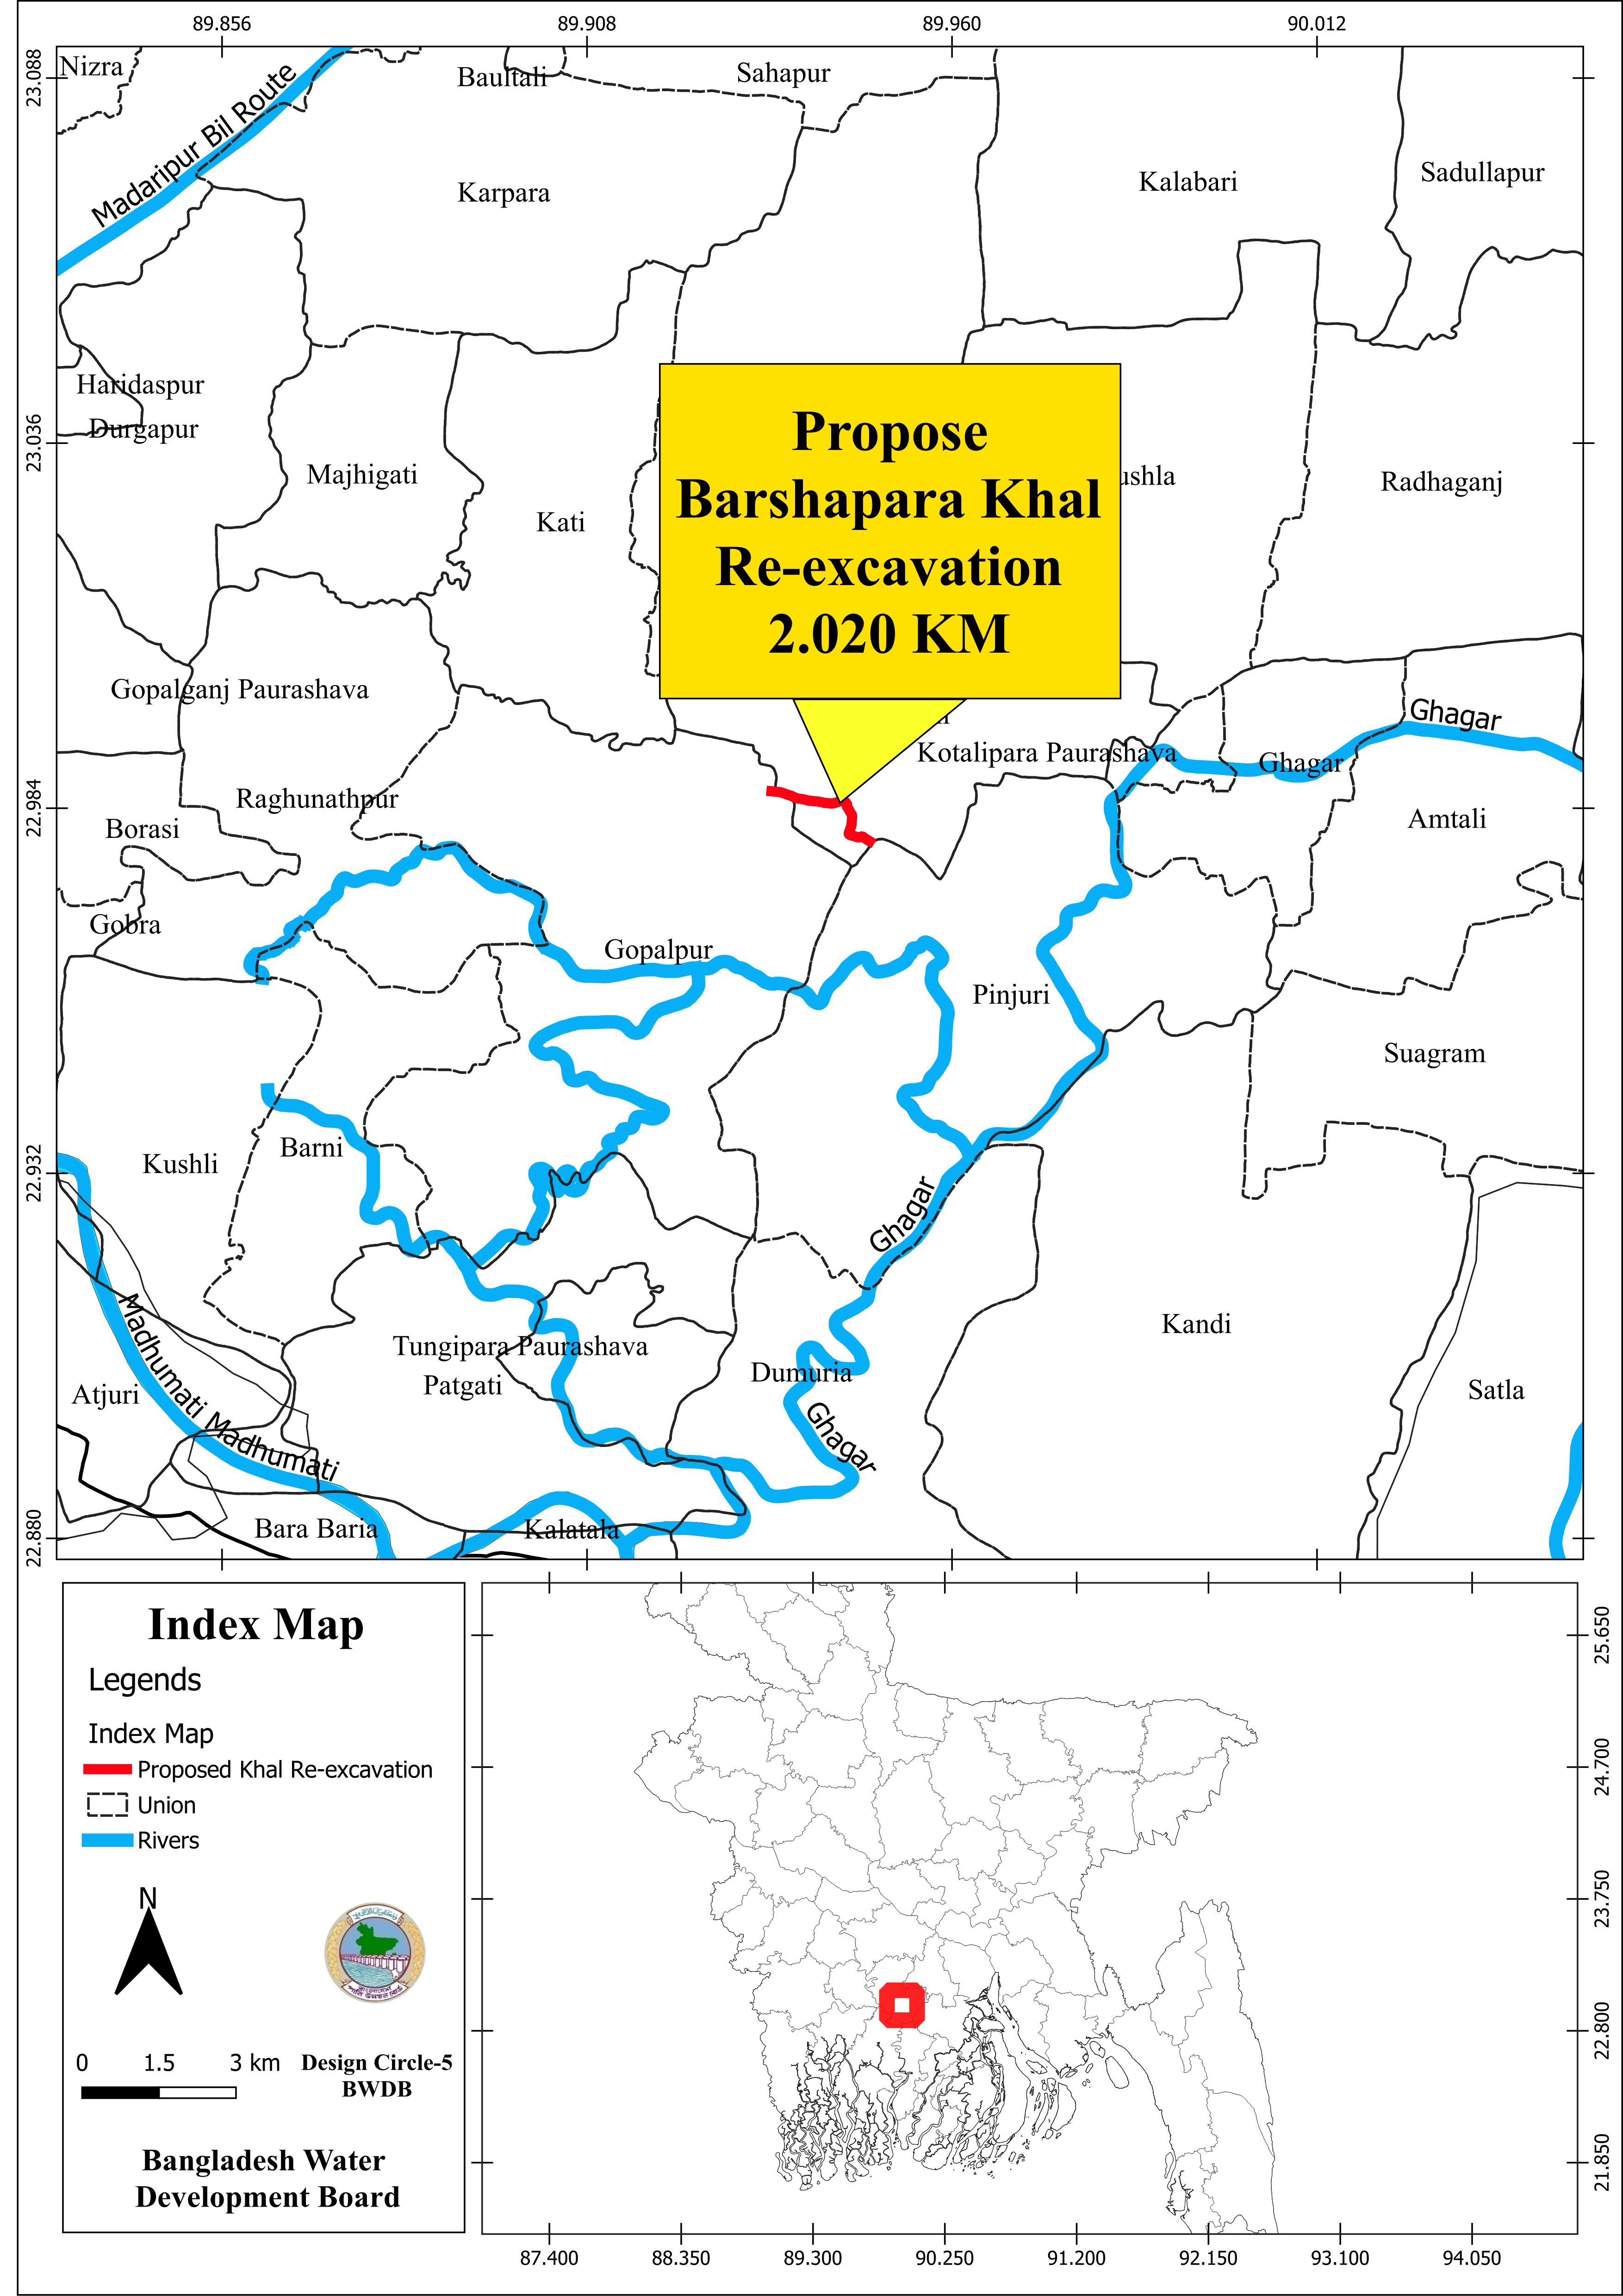 89.856
89.908
89.960
90.012
23.088
23.036
22.984
22.932
22.880
Nizra
Baultali
Sahapur
Madaripur Bil Route
Karpara
Kalabari
Sadullapur
Haridaspur
Durgapur
Majhigati
Kati
Propose
Barshapara Khal
Re-excavation
2.020 KM
ushla
Radhaganj
Gopalganj Paurashava
Ghagar
Kotalipara Paurashava
Ghagar
Raghunathpur
Borasi
Amtali
Gobra
Gopalpur
Pinjuri
Suagram
Barni
Kushli
Ghagar
Kandi
Madhumati
Tungipara Paurashava
Patgati
Dumuria
Atjuri
Satla
Ghagar
Madhumati
Bara Baria
Kalatala
Index Map
Legends
Index Map
Proposed Khal Re-excavation
Union
Rivers
N
0 1.5 3 km
Design Circle-5
BWDB
Bangladesh Water
Development Board
25.650
24.700
23.750
22.800
21.850
87.400
88.350
89.300
90.250
91.200
92.150
93.100
94.050